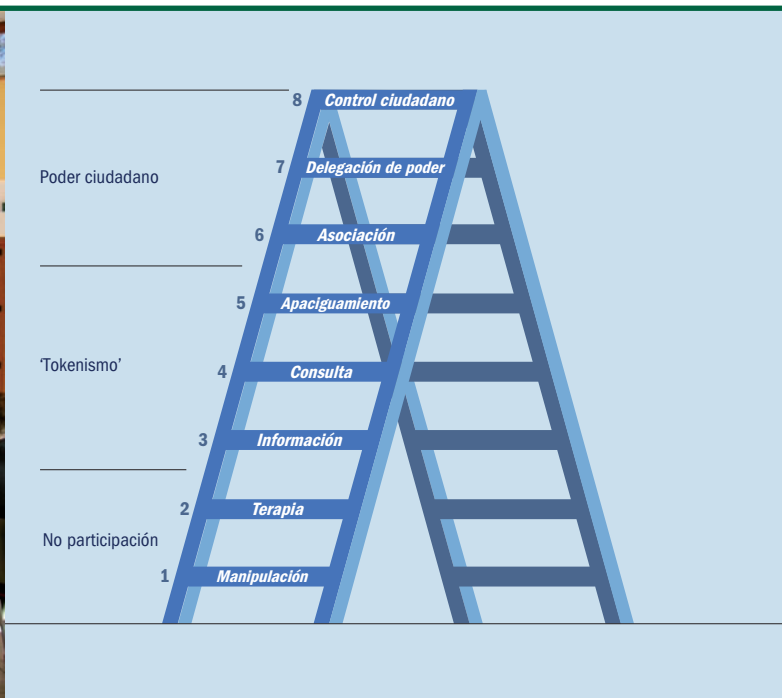 8 Control ciudadano
7 Delegación de poder
Poder ciudadano
6 Asociación
5 Apaciguamiento
‘Tokenismo’
4 Consulta
3 Información
2 Terapia
No participación
1 Manipulación